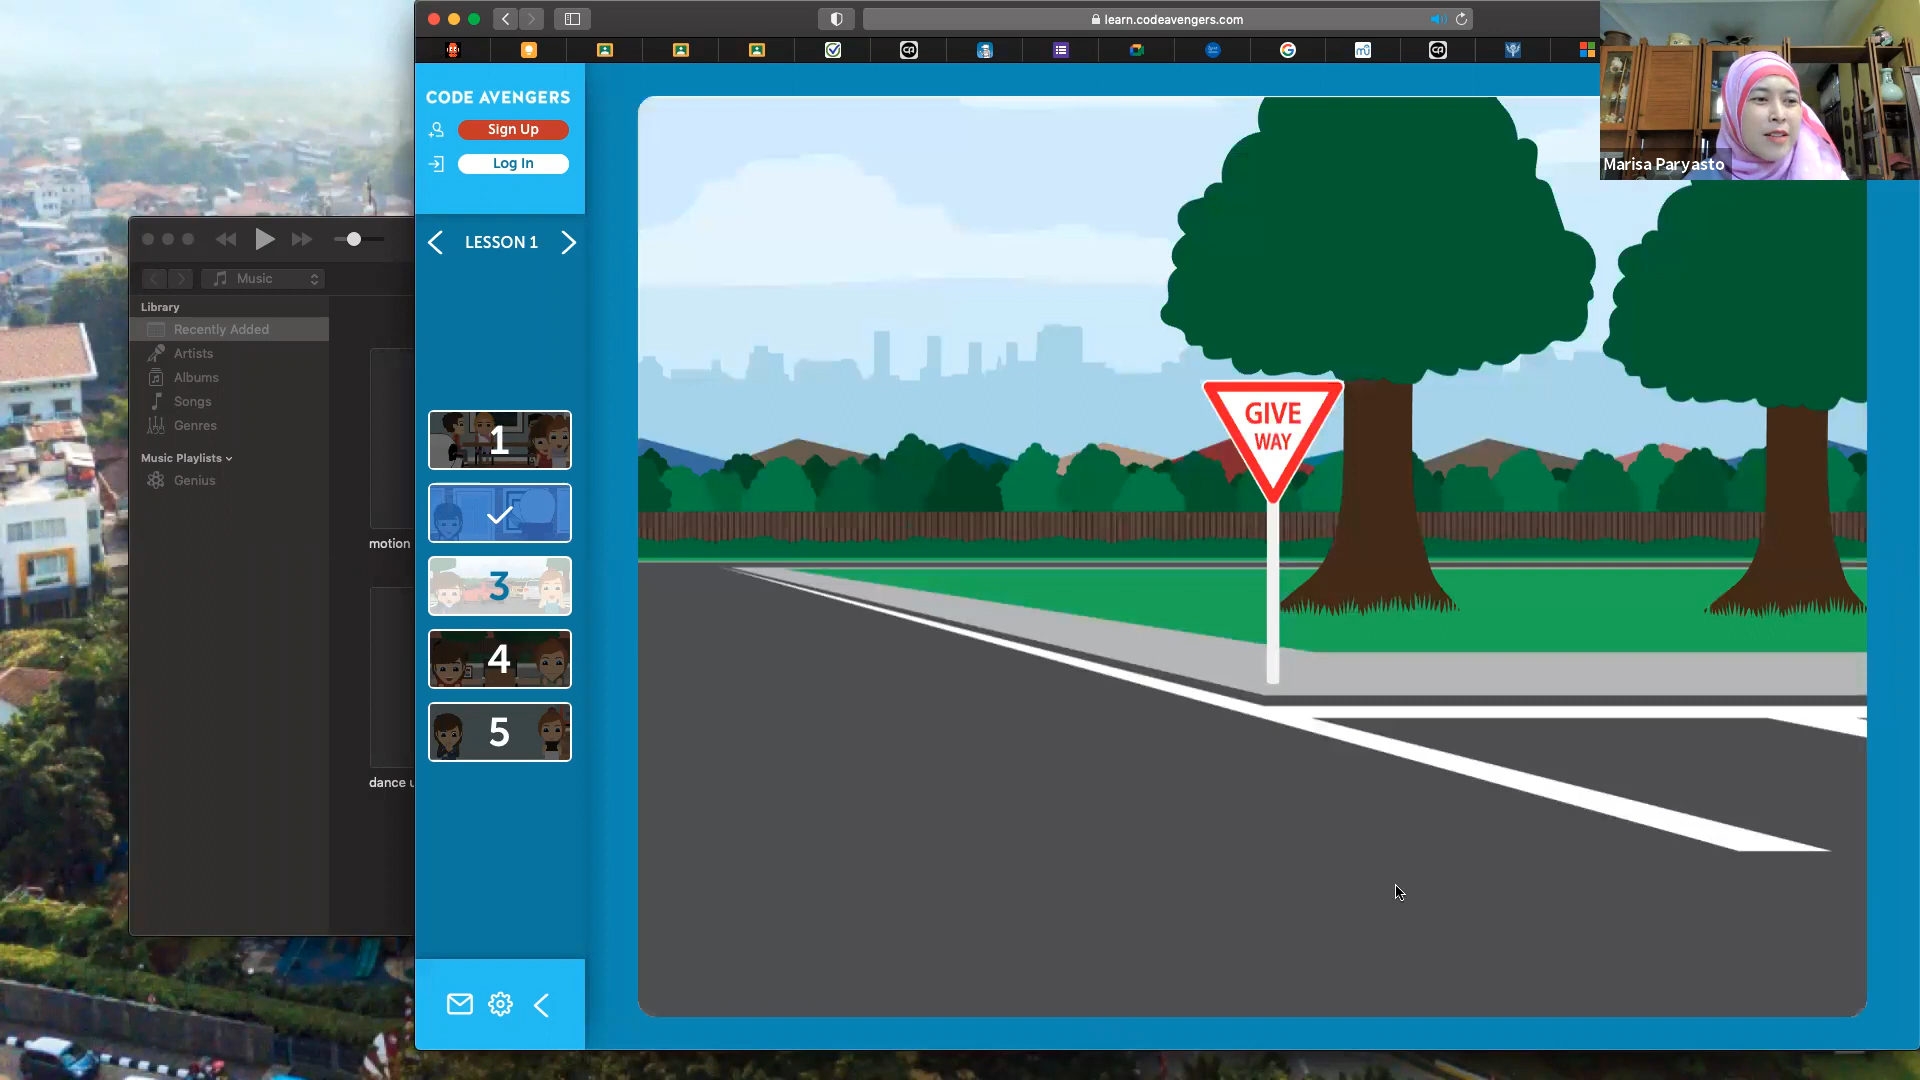 learn.codeavengers.com
CODE AVENGERS
Sign Up
Log In
LESSON 1
1
3
4
5
GIVE
WAY
Marisa Paryasto
Music
Library
Recently Added
Artists
Albums
Songs
Genres
Music Playlists
Genius
motion
dance u